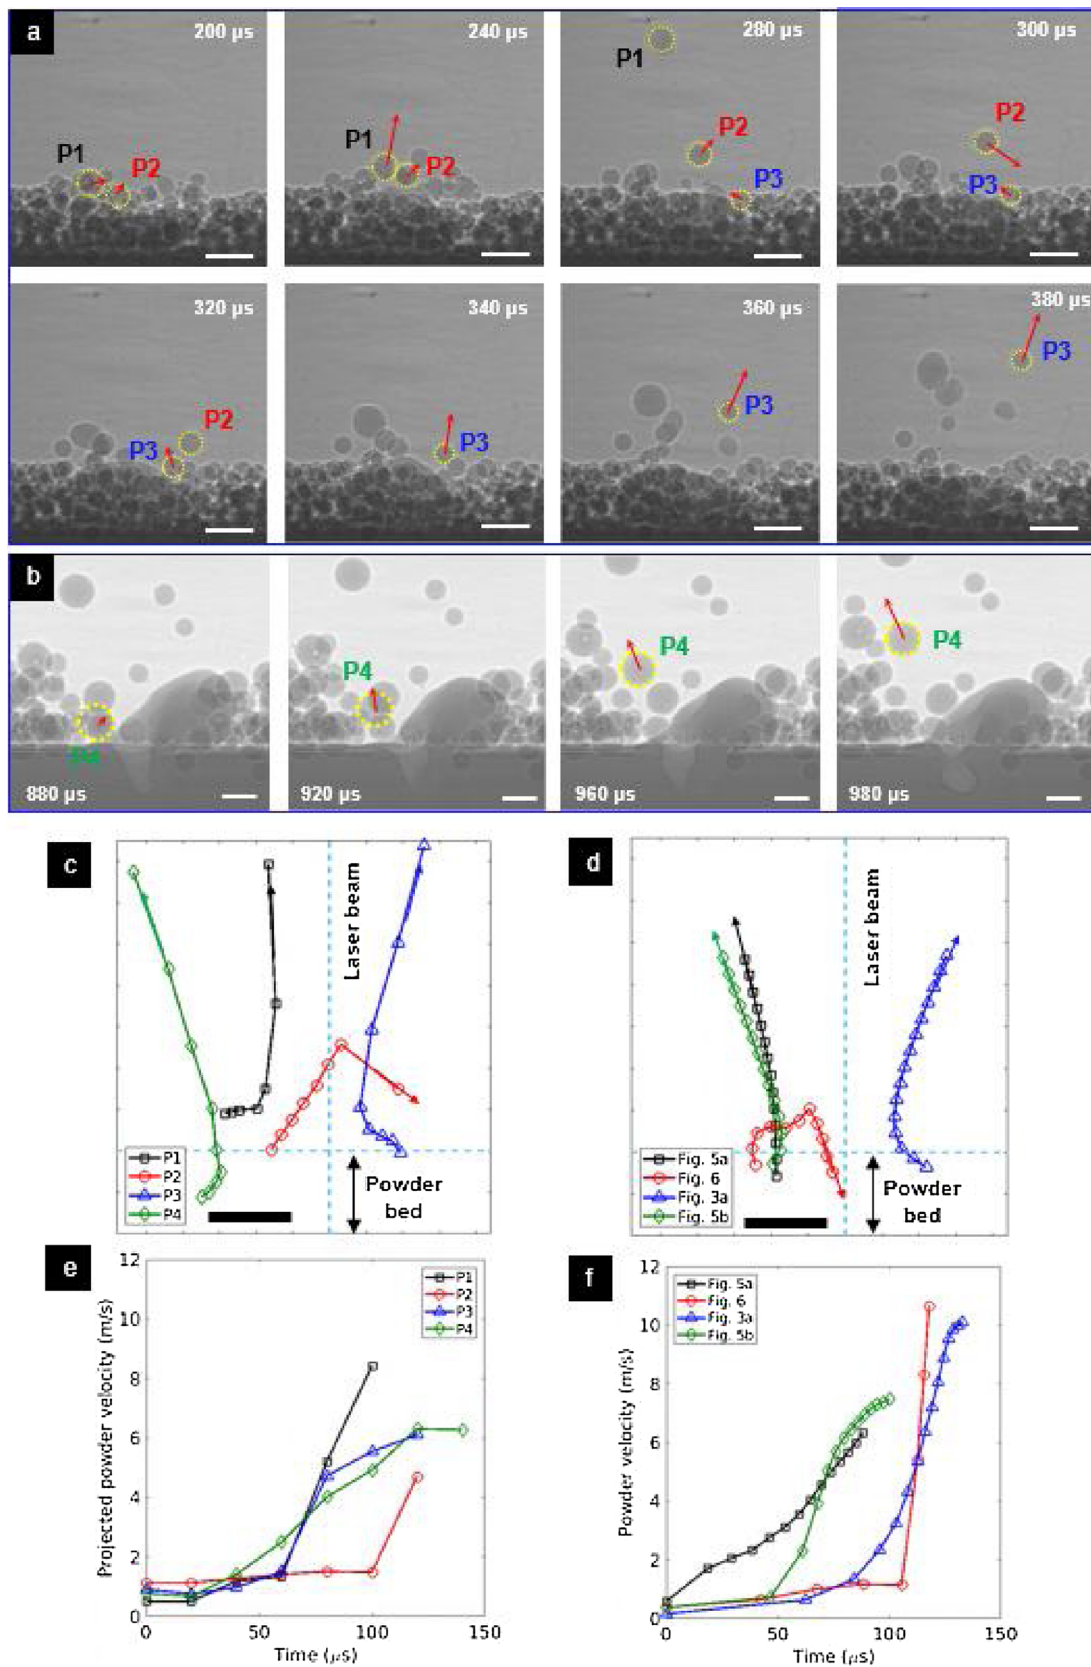 a
200 µs
240 µs
280 µs
300 µs
P1
P2
P1
P2
P1
P2
P3
P2
P3
320 µs
340 µs
360 µs
380 µs
P2
P3
P3
P3
P3
b
P4
P4
P4
880 µs
920 µs
960 µs
980 µs
c
Laser beam
P1
P2
P3
P4
Powder
bed
d
Laser beam
Fig. 5a
Fig. 6
Fig. 3a
Fig. 5b
Powder
bed
e
Projected powder velocity (m/s)
12
10
8
6
4
2
0
0
50
100
150
Time (µs)
P1
P2
P3
P4
f
Powder velocity (m/s)
12
10
8
6
4
2
0
0
50
100
150
Time (µs)
Fig. 5a
Fig. 6
Fig. 3a
Fig. 5b